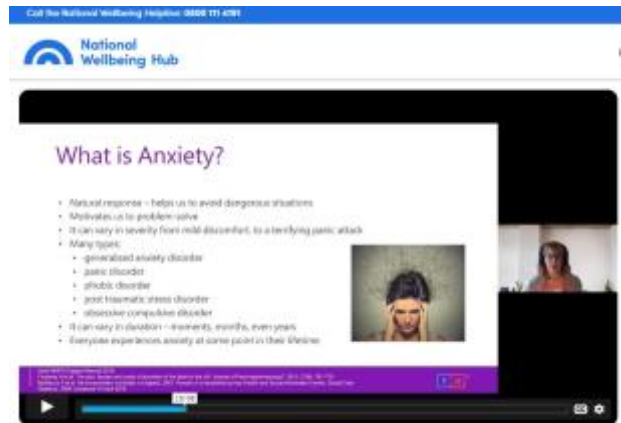 Call the National Wellbeing Helpline: 0800 111 4191
National
Wellbeing Hub
What is Anxiety?
• Natural response – helps us to avoid dangerous situations
• Motivates us to problem-solve
• It can vary in severity from mild discomfort, to a terrifying panic attack
• Many types:
• generalised anxiety disorder
• panic disorder
• phobic disorder
• post traumatic stress disorder
• obsessive compulsive disorder
• It can vary in duration – moments, months, even years
• Everyone experiences anxiety at some point in their lifetime